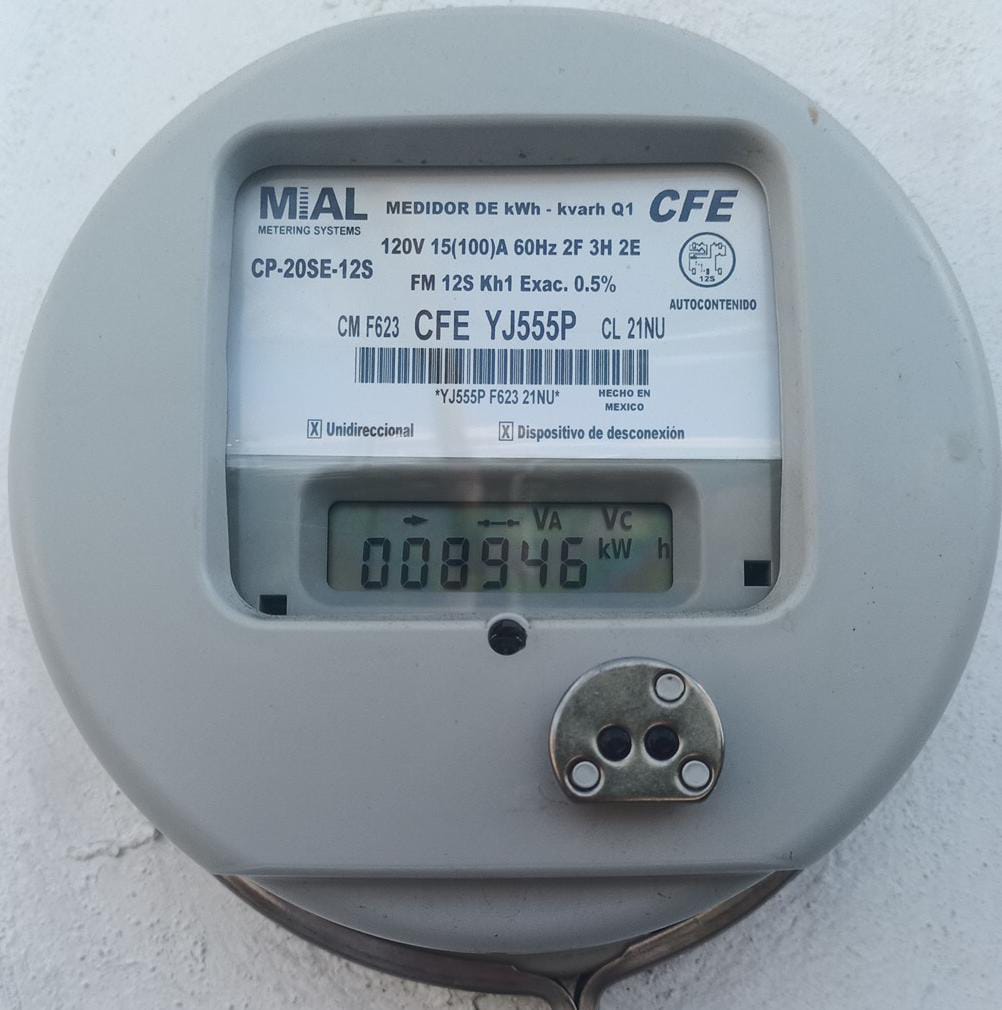 MIAL MEDIDOR DE kWh - kvarh Q1 CFE
METERING SYSTEMS
120V 15(100)A 60Hz 2F 3H 2E
CP-20SE-12S
FM 12S Kh1 Exac. 0.5%
12S
AUTOCONTENIDO
CM F623 CFE YJ555P CL 21NU
*YJ555P F623 21NU*
HECHO EN
MEXICO
X Unidireccional X Dispositivo de desconexión
VA VC
008946 kW h